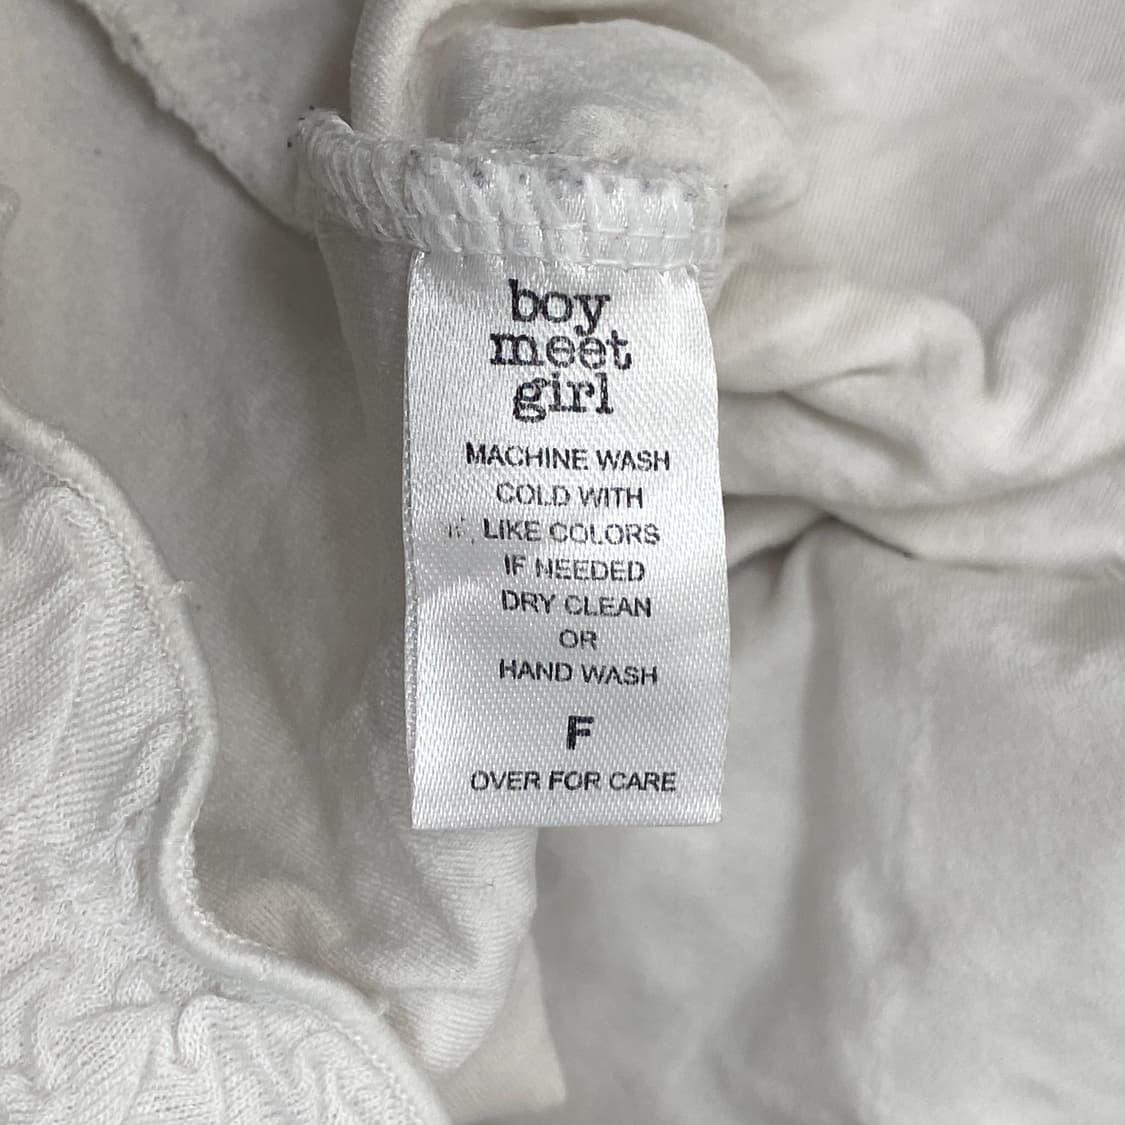 boy
meet
girl
MACHINE WASH
COLD WITH
LIKE COLORS
IF NEEDED
DRY CLEAN
OR
HAND WASH
F
OVER FOR CARE